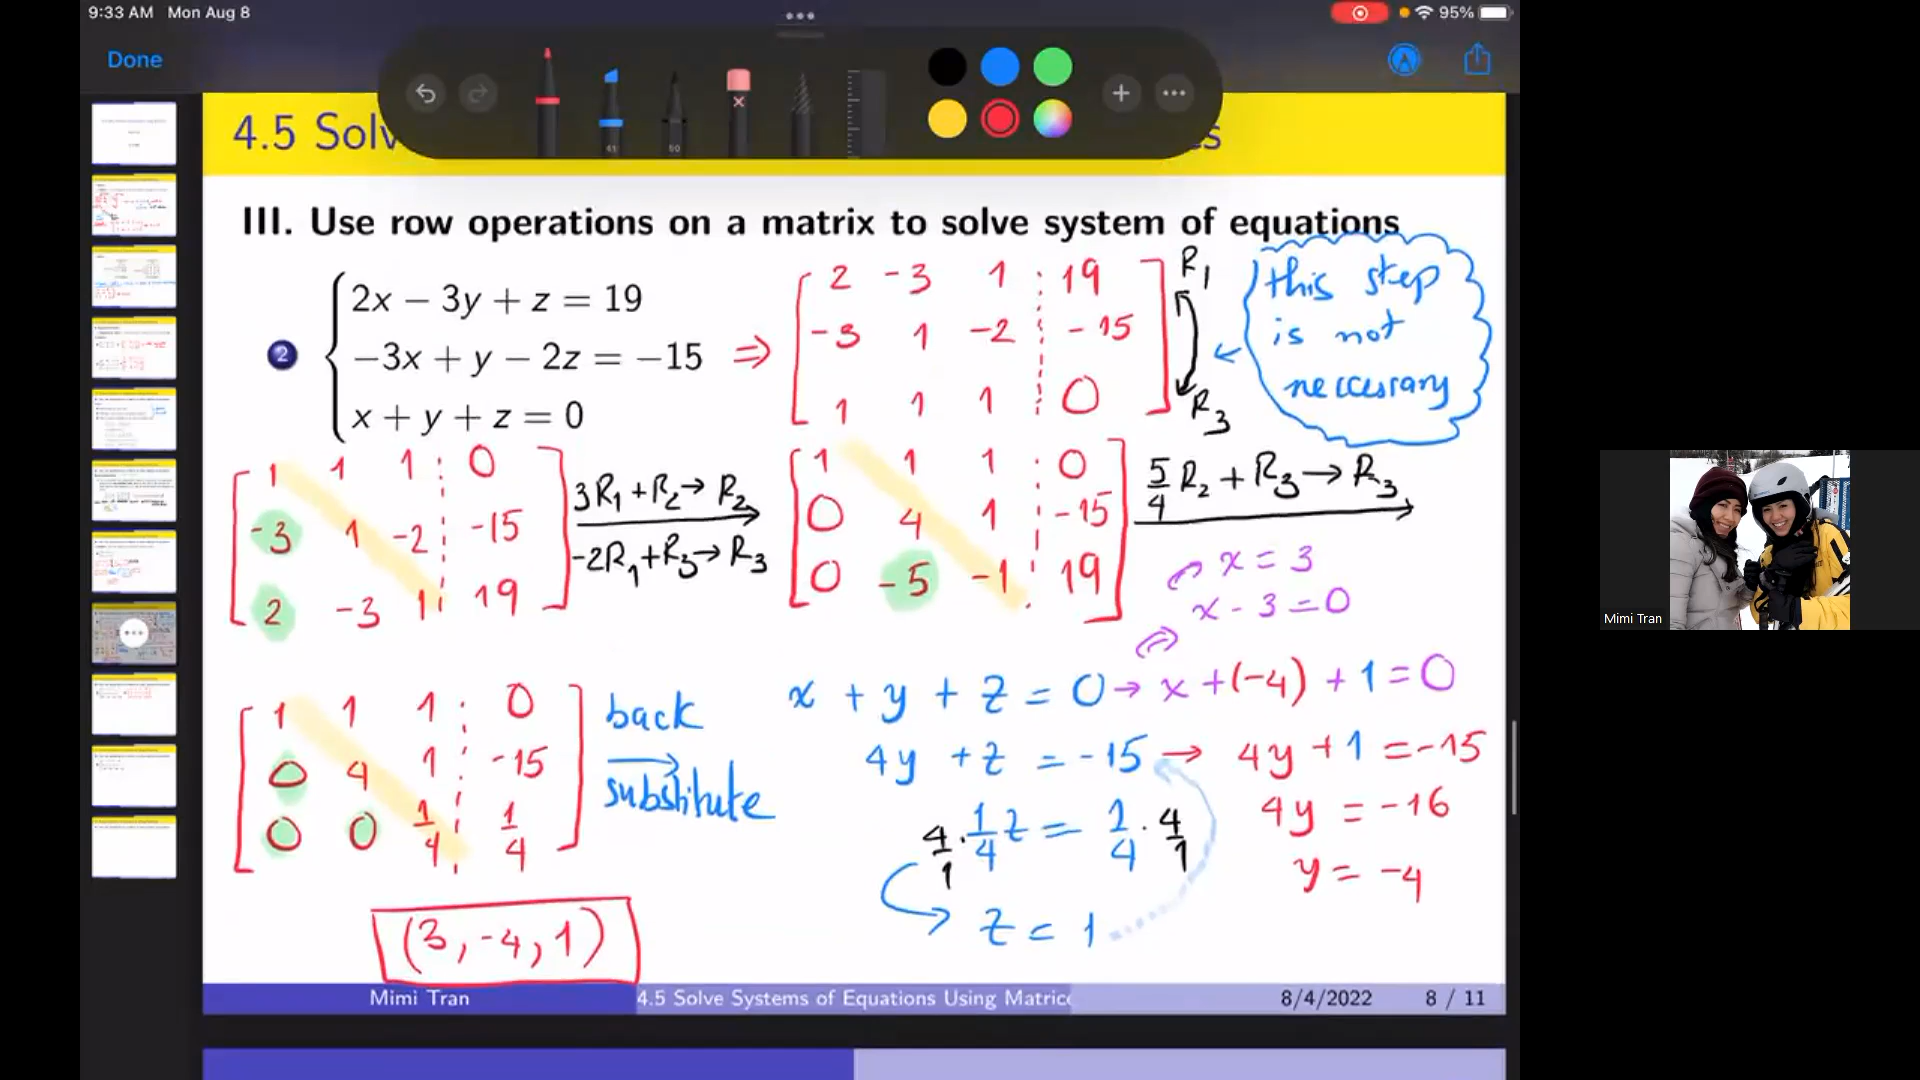 9:33 AM Mon Aug 8
95%
Done
4.5 Solv
s
III. Use row operations on a matrix to solve system of equations
2
2x − 3y + z = 19
−3x + y − 2z = −15
x + y + z = 0
⇒
2 -3 1 19
-3 1 -2 -15
1 1 1 0
R1
R3
this step
is not
neccesrary
1 1 1 0
-3 1 -2 -15
2 -3 1 19
3R1 + R2 → R2
-2R1 + R3 → R3
1 1 1 0
0 4 1 -15
0 -5 -1 19
5/4 R2 + R3 → R3
x = 3
x - 3 = 0
1 1 1 0
0 4 1 -15
0 0 1/4 1/4
back
substitute
x + y + z = 0 → x + (-4) + 1 = 0
4y + z = -15 → 4y + 1 = -15
4/1 · 1/4 z = 1/4 · 4/1
4y = -16
y = -4
z = 1
(3, -4, 1)
Mimi Tran
4.5 Solve Systems of Equations Using Matric
8/4/2022
8 / 11
Mimi Tran